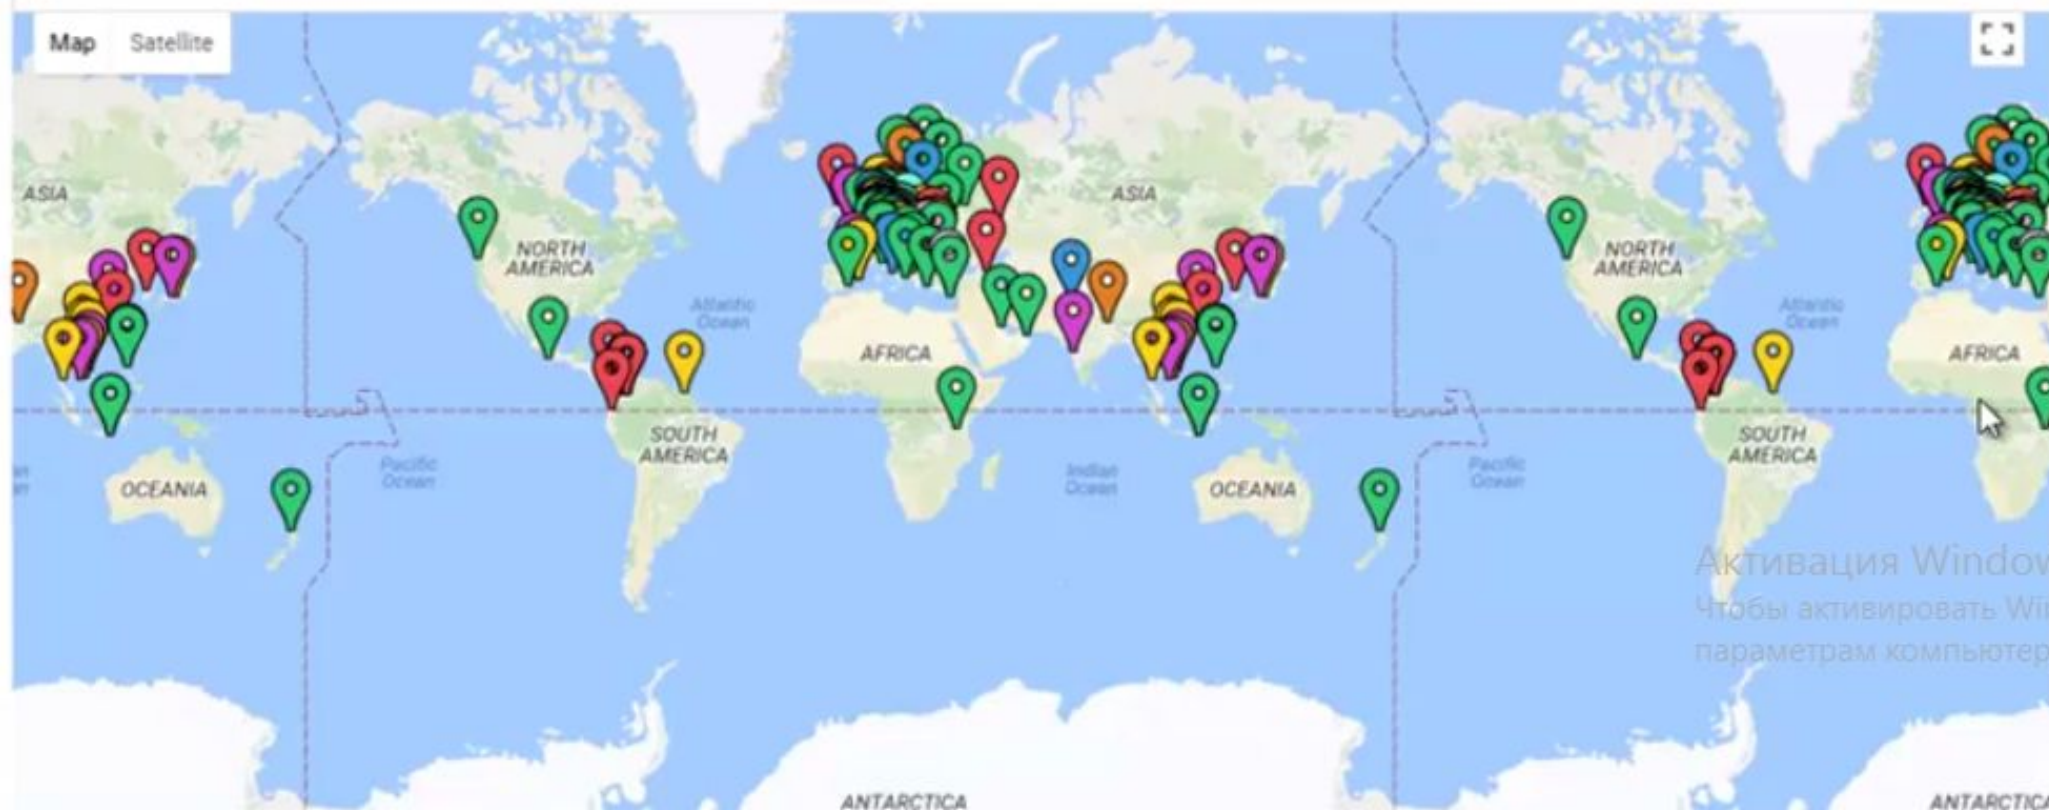 Map Satellite
ASIA
NORTH
AMERICA
Atlantic
Ocean
AFRICA
SOUTH
AMERICA
OCEANIA
Pacific
Ocean
ASIA
Indian
Ocean
OCEANIA
Pacific
Ocean
NORTH
AMERICA
Atlantic
Ocean
AFRICA
SOUTH
AMERICA
Активация Window
Чтобы активировать Win
параметрам компьютер
ANTARCTICA
ANTARCTICA